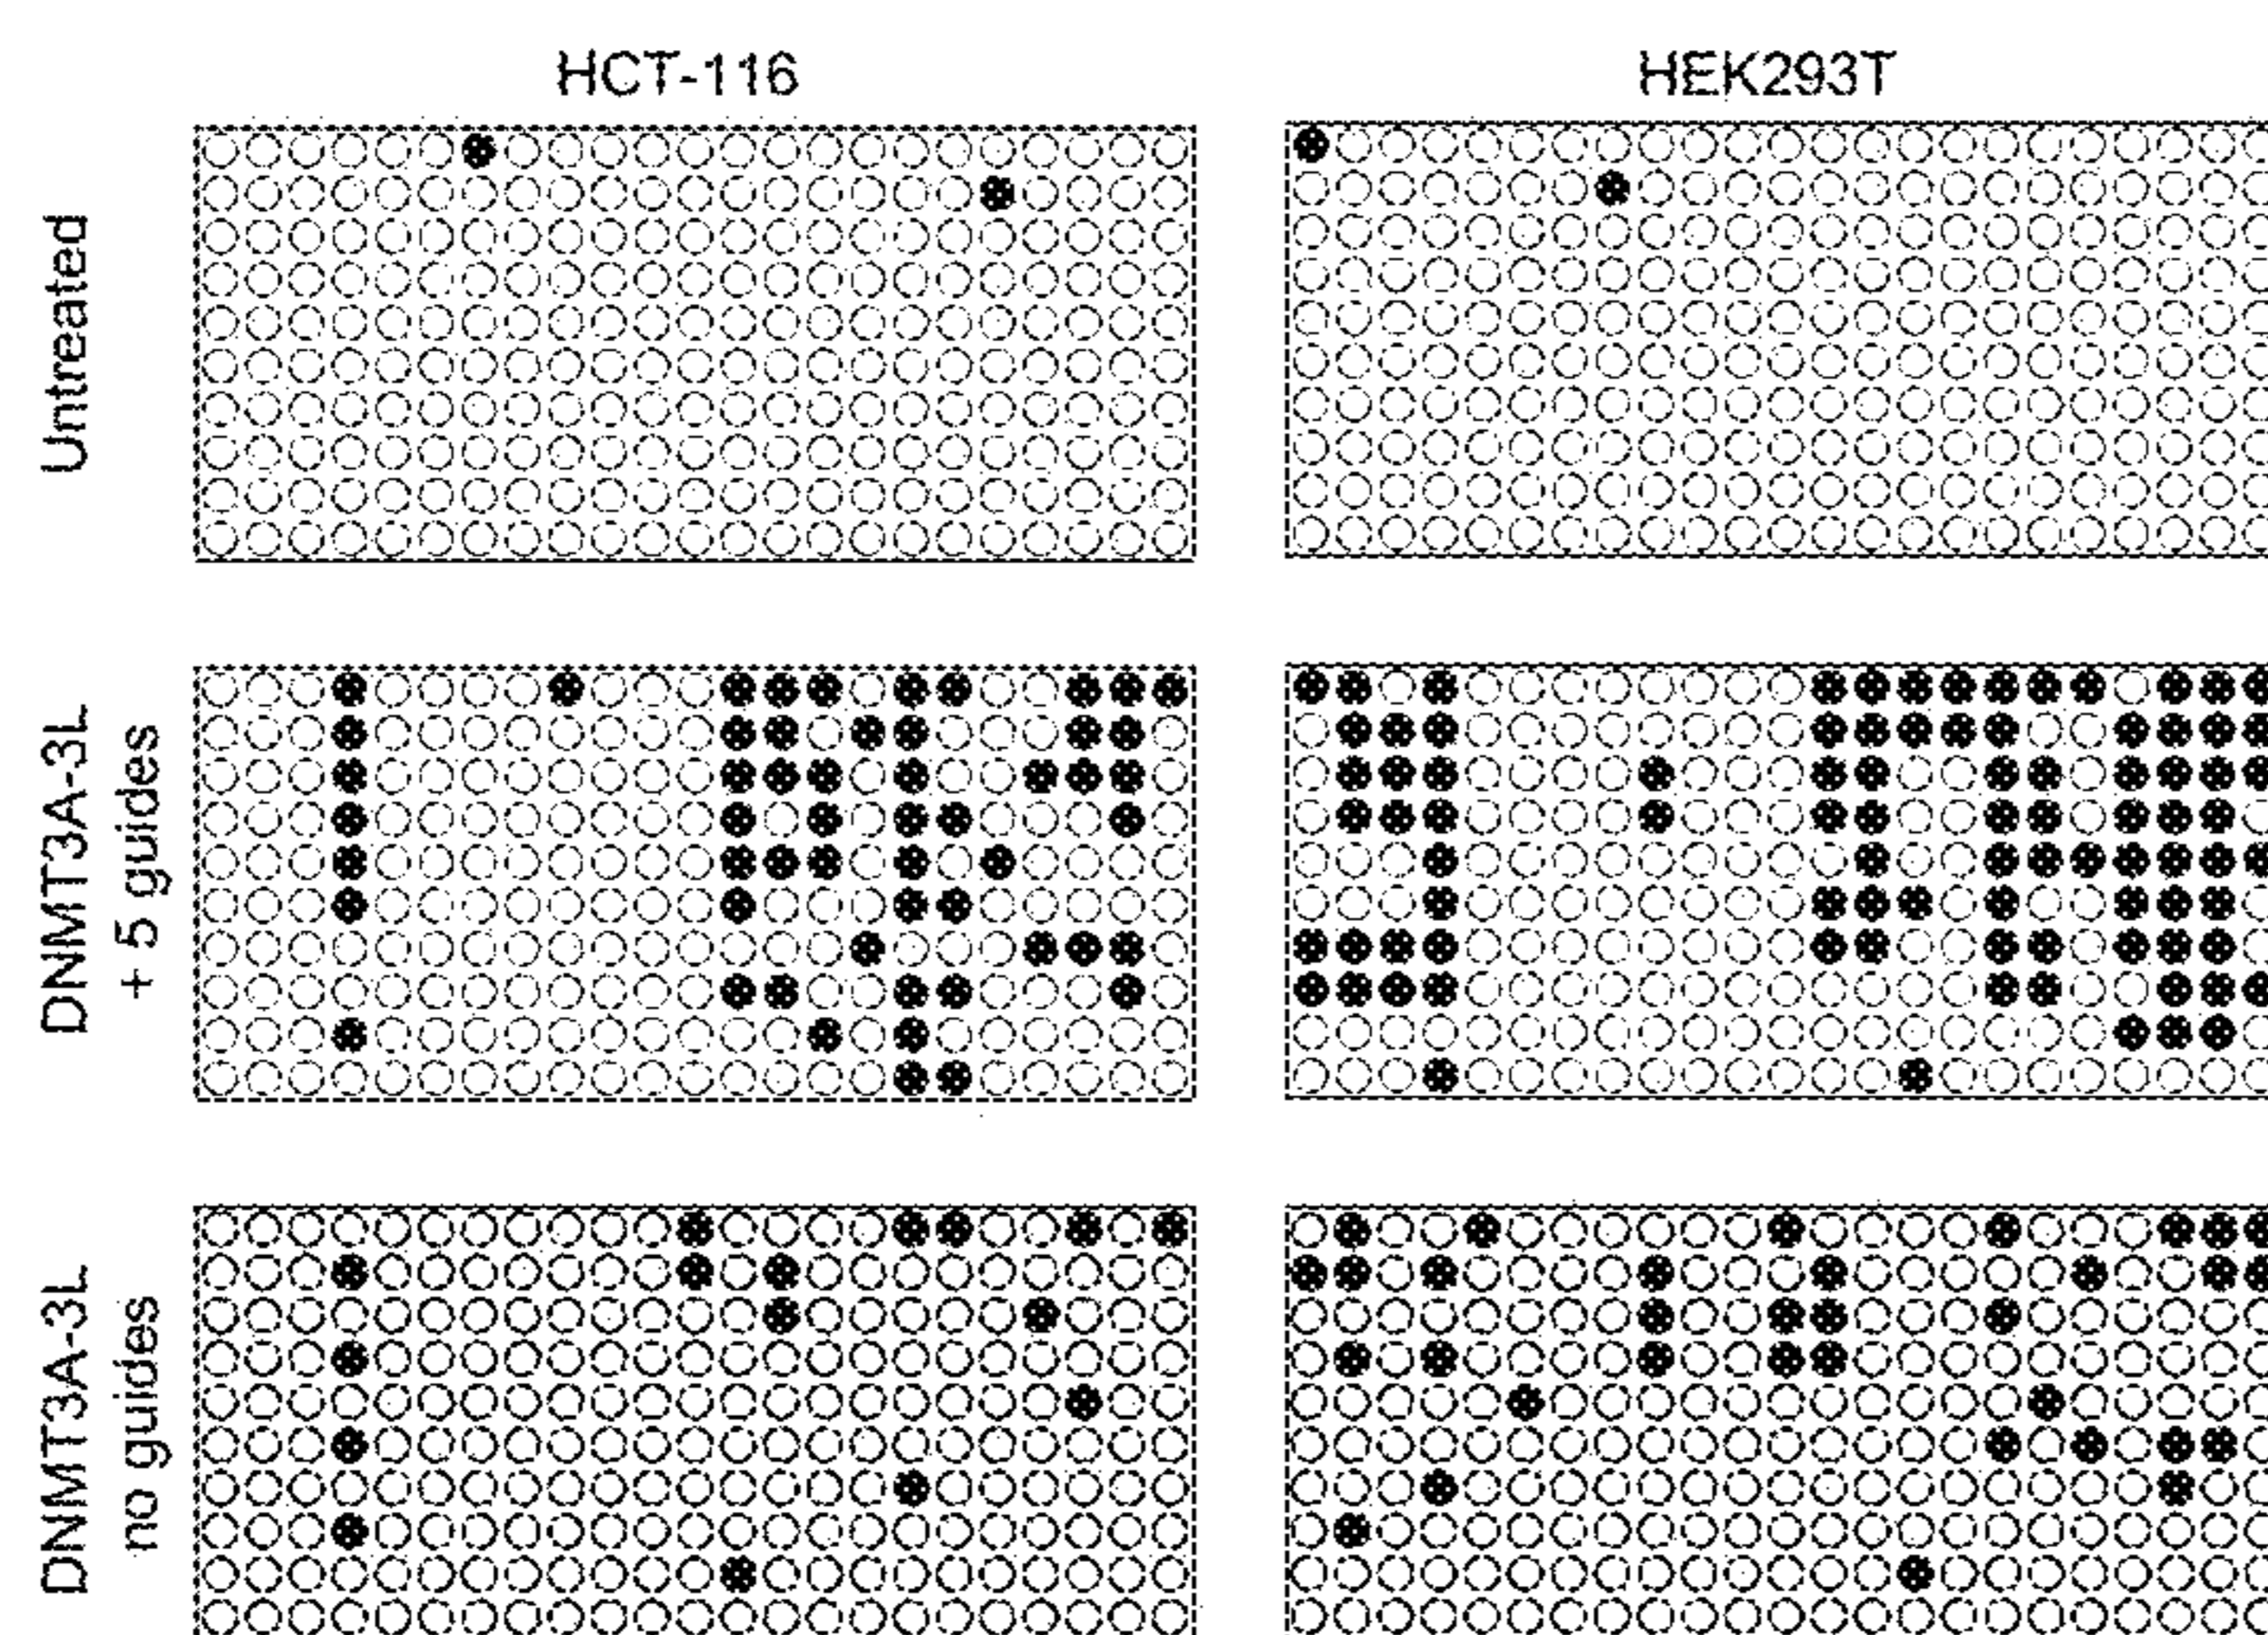 HCT-116
HEK293T
Untreated
DNMT3A-3L
+ 5 guides
DNMT3A-3L
no guides